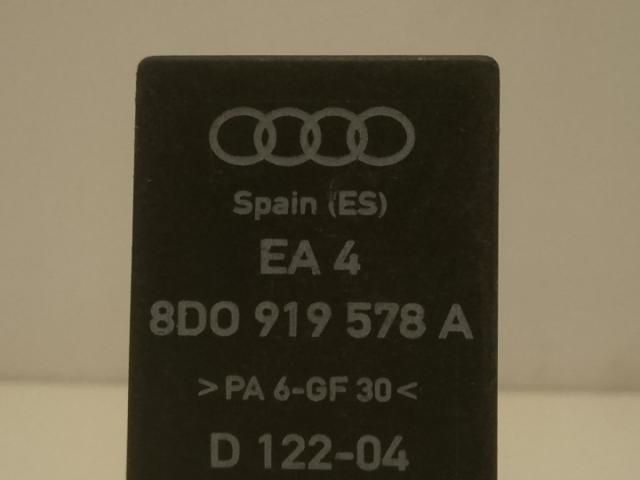 Spain (ES)
EA 4
8D0 919 578 A
>PA 6-GF 30<
D 122-04